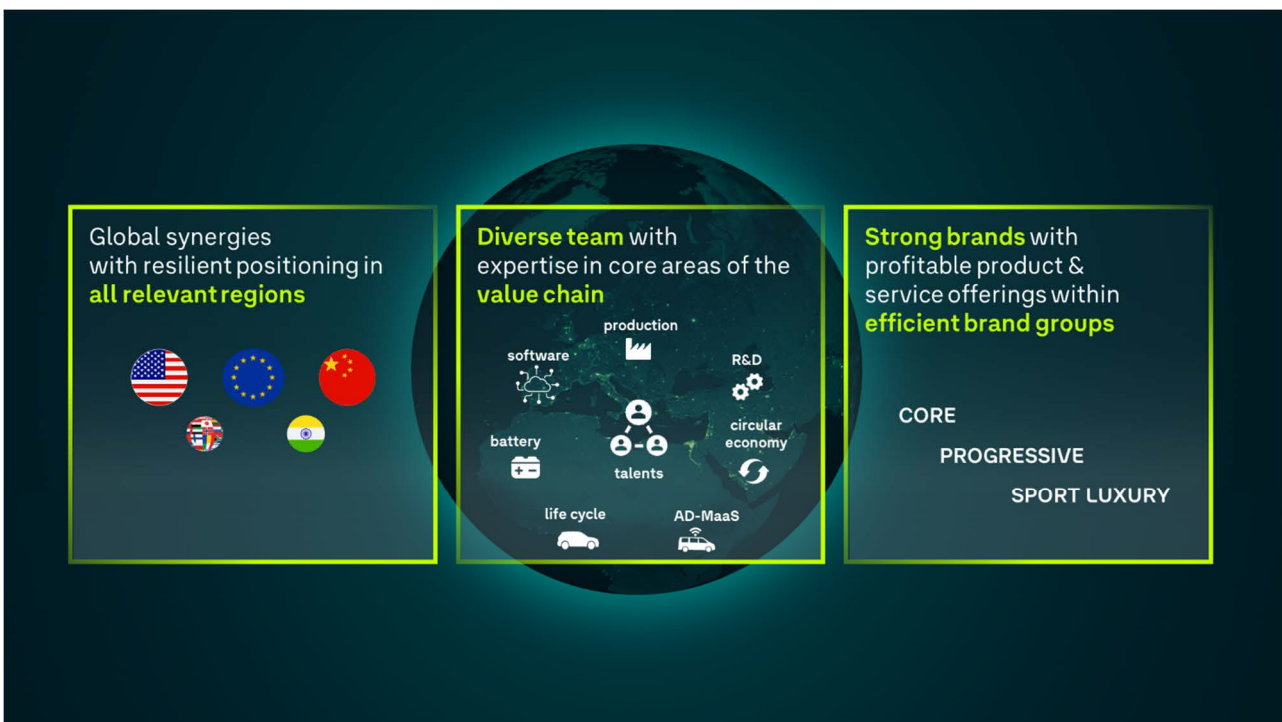 Global synergies
with resilient positioning in
all relevant regions
Diverse team with
expertise in core areas of the
value chain
production
software
R&D
battery
talents
circular
economy
life cycle
AD-MaaS
Strong brands with
profitable product &
service offerings within
efficient brand groups
CORE
PROGRESSIVE
SPORT LUXURY